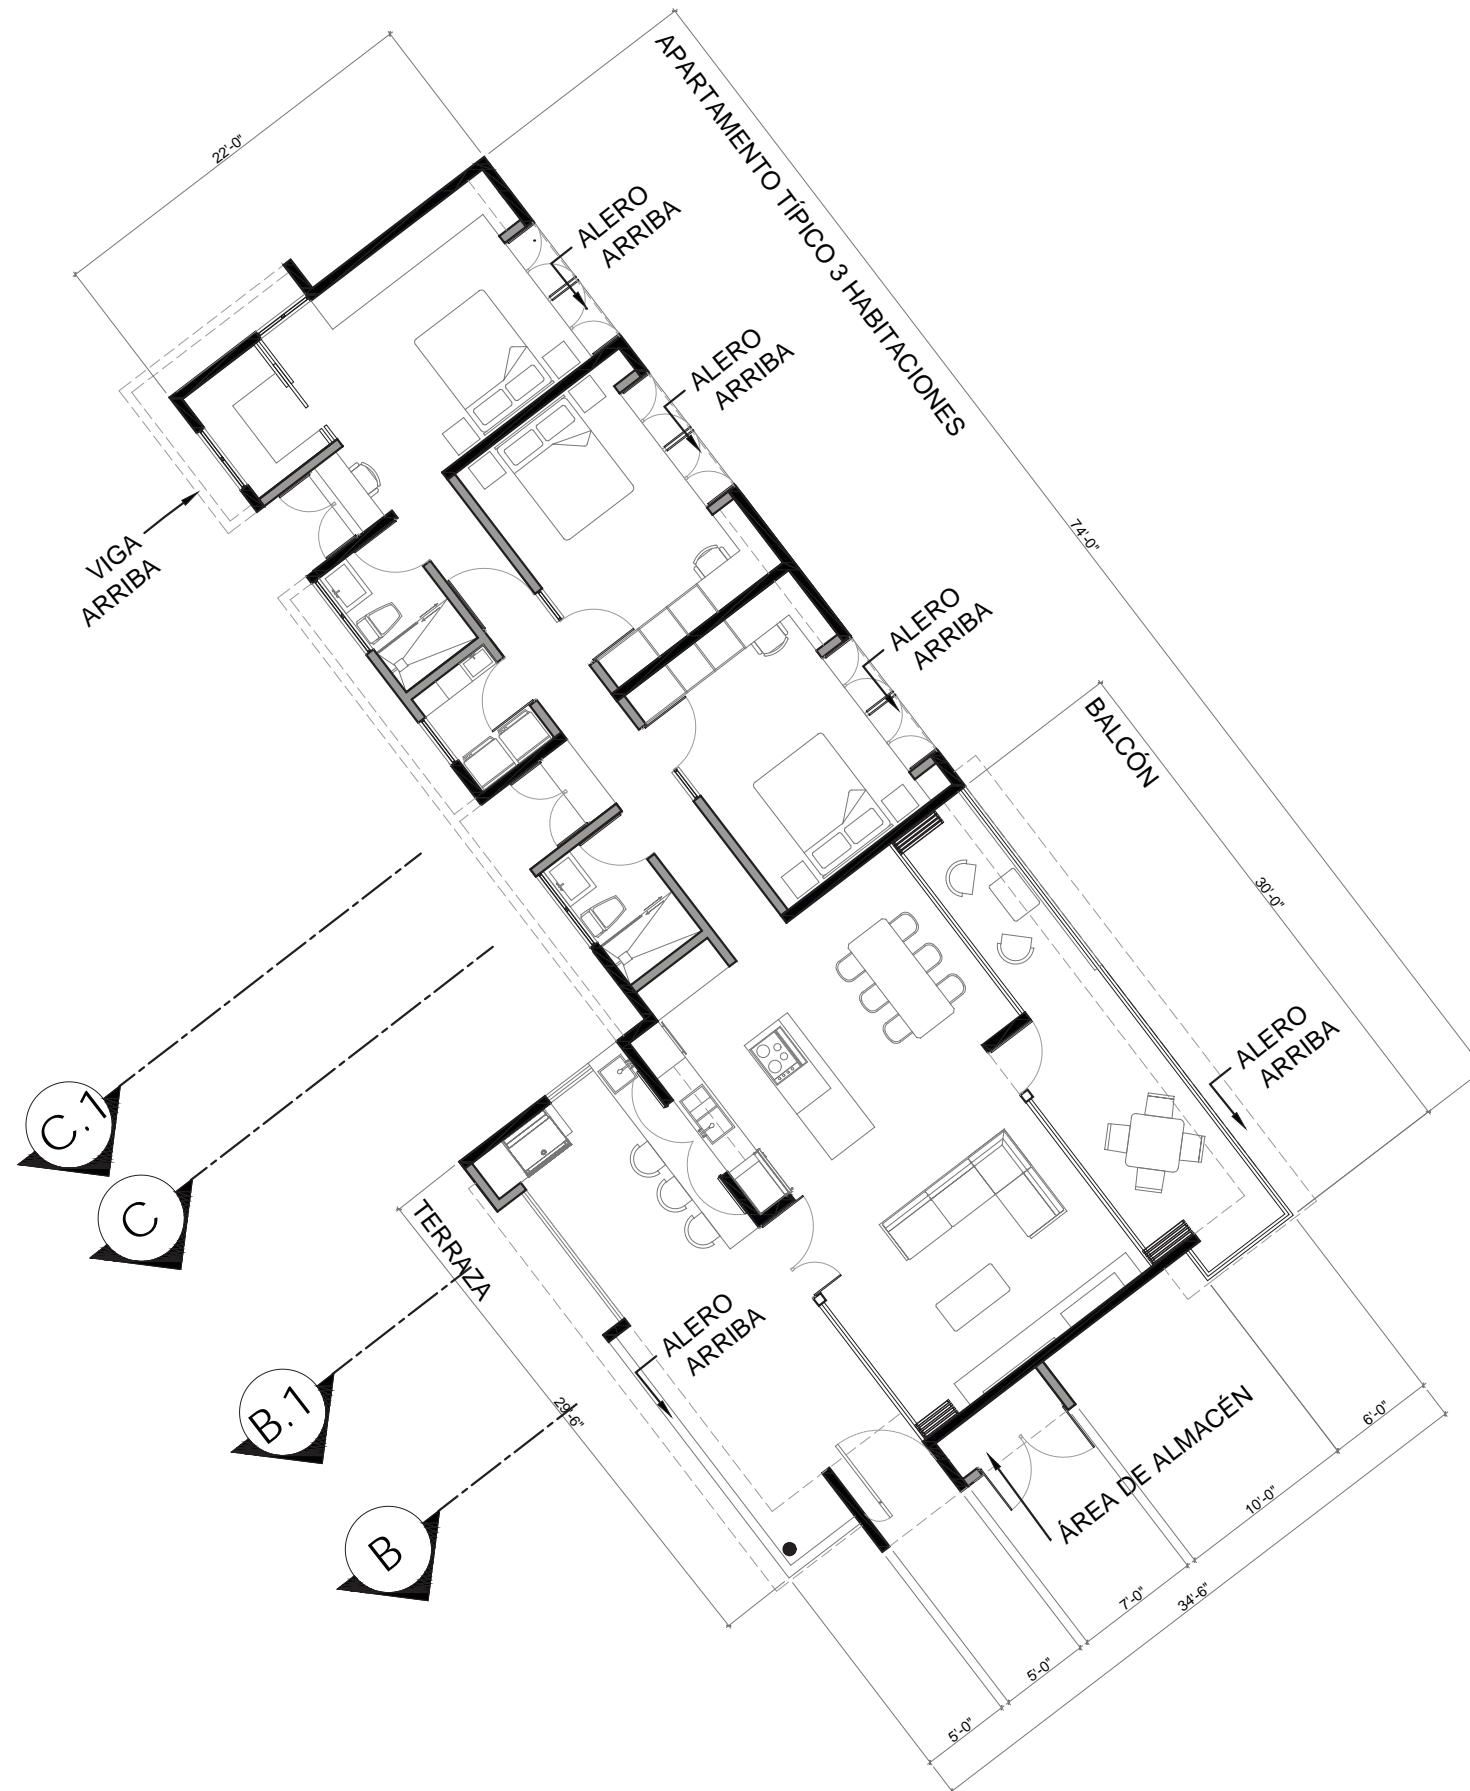 22'-0"
APARTAMENTO TÍPICO 3 HABITACIONES
ALERO
ARRIBA
ALERO
ARRIBA
VIGA
ARRIBA
74'-0"
ALERO
ARRIBA
BALCÓN
30'-0"
ALERO
ARRIBA
C.1
C
TERRAZA
ALERO
ARRIBA
B.1
29'-6"
B
ÁREA DE ALMACÉN
6'-0"
10'-0"
7'-0"
34'-6"
5'-0"
5'-0"